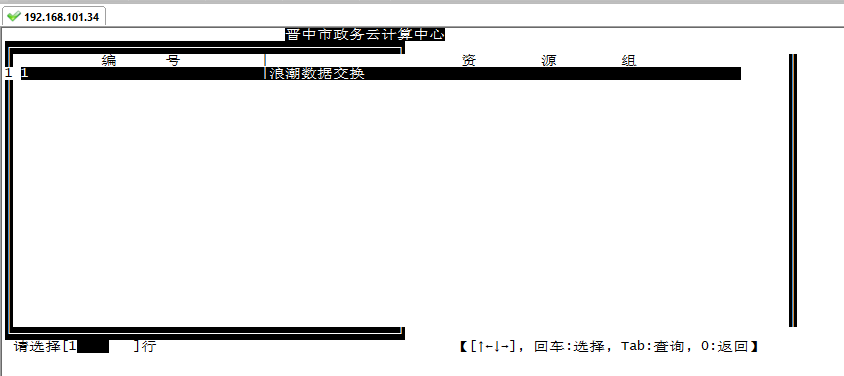 192.168.101.34
晋中市政务云计算中心
编 号 | 资 源 组
1 1 |浪潮数据交换
请选择[1 ]行 【[↑←↓→], 回车:选择, Tab:查询, 0:返回】